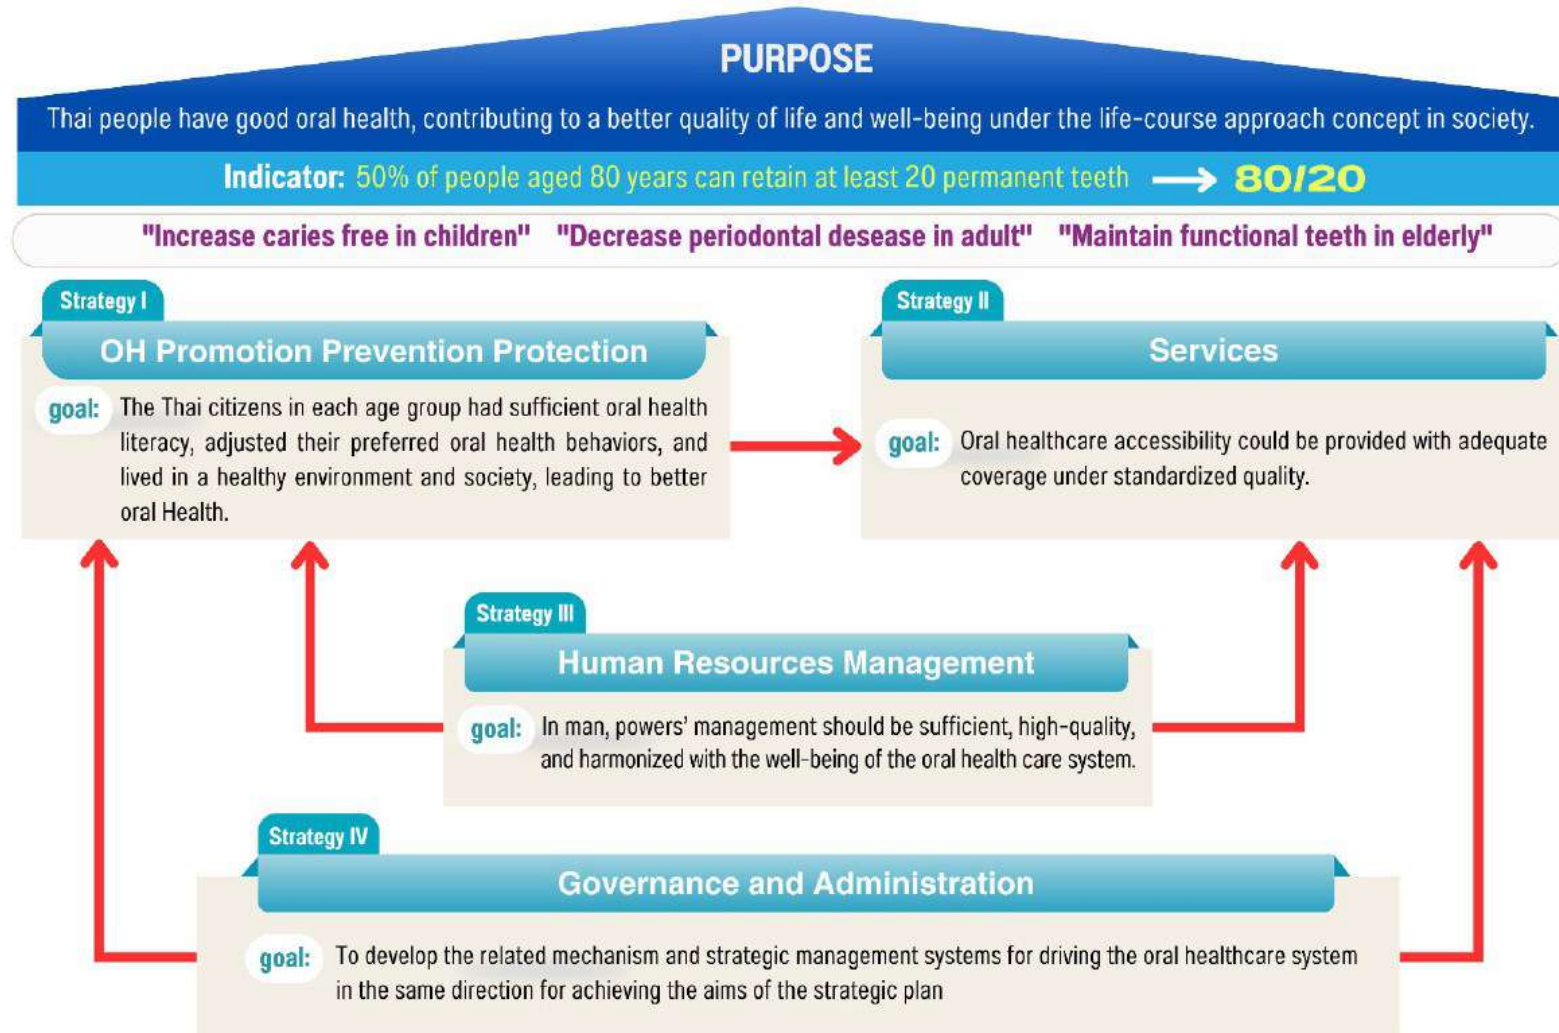 PURPOSE
Thai people have good oral health, contributing to a better quality of life and well-being under the life-course approach concept in society.
Indicator: 50% of people aged 80 years can retain at least 20 permanent teeth → 80/20
"Increase caries free in children" "Decrease periodontal desease in adult" "Maintain functional teeth in elderly"
Strategy I
OH Promotion Prevention Protection
goal: The Thai citizens in each age group had sufficient oral health
literacy, adjusted their preferred oral health behaviors, and
lived in a healthy environment and society, leading to better
oral Health.
Strategy II
Services
goal: Oral healthcare accessibility could be provided with adequate
coverage under standardized quality.
Strategy III
Human Resources Management
goal: In man, powers’ management should be sufficient, high-quality,
and harmonized with the well-being of the oral health care system.
Strategy IV
Governance and Administration
goal: To develop the related mechanism and strategic management systems for driving the oral healthcare system
in the same direction for achieving the aims of the strategic plan